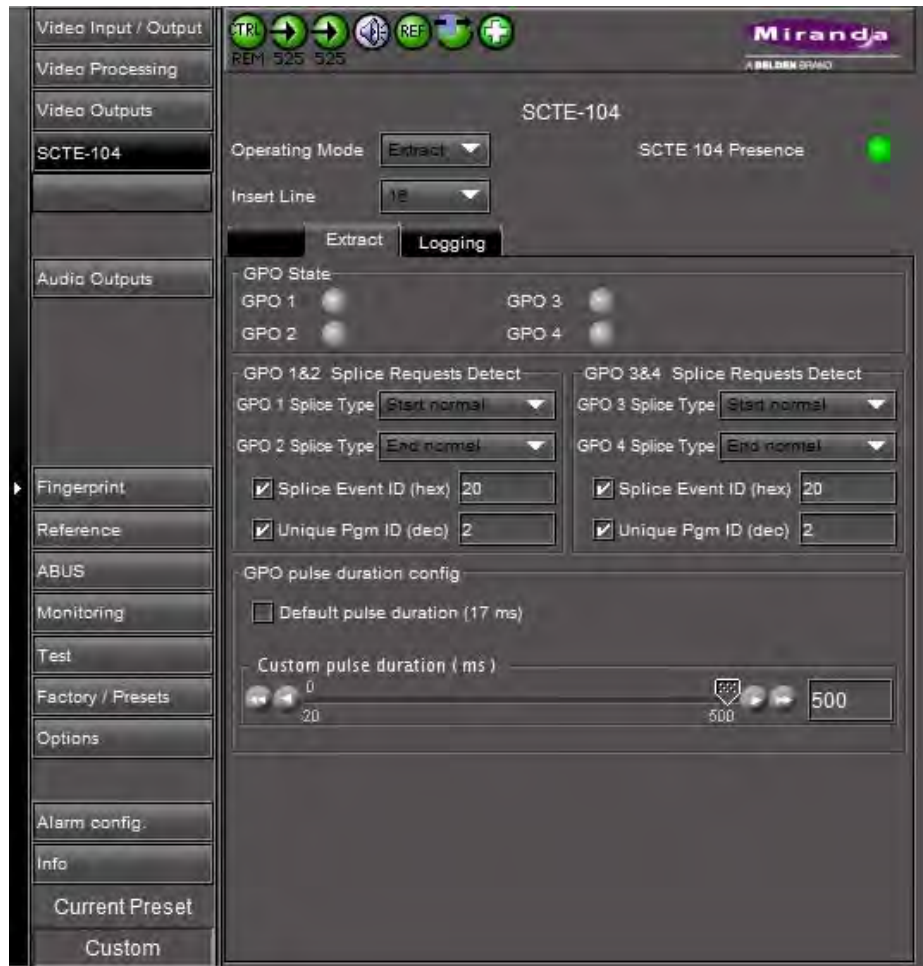 Video Input / Output
Video Processing
Video Outputs
SCTE-104
Audio Outputs
Fingerprint
Reference
ABUS
Monitoring
Test
Factory / Presets
Options
Alarm config.
Info
Current Preset
Custom
CTRL REF
REM 525 525
Miranda
A BELDEN BRAND
SCTE-104
Operating Mode Extract SCTE 104 Presence
Insert Line
Extract Logging
GPO State
GPO 1 GPO 3
GPO 2 GPO 4
GPO 1&2 Splice Requests Detect GPO 3&4 Splice Requests Detect
GPO 1 Splice Type Start normal GPO 3 Splice Type Start normal
GPO 2 Splice Type End normal GPO 4 Splice Type End normal
Splice Event ID (hex) 20 Splice Event ID (hex) 20
Unique Pgm ID (dec) 2 Unique Pgm ID (dec) 2
GPO pulse duration config
Default pulse duration (17 ms)
Custom pulse duration ( ms )
0
20 500 500